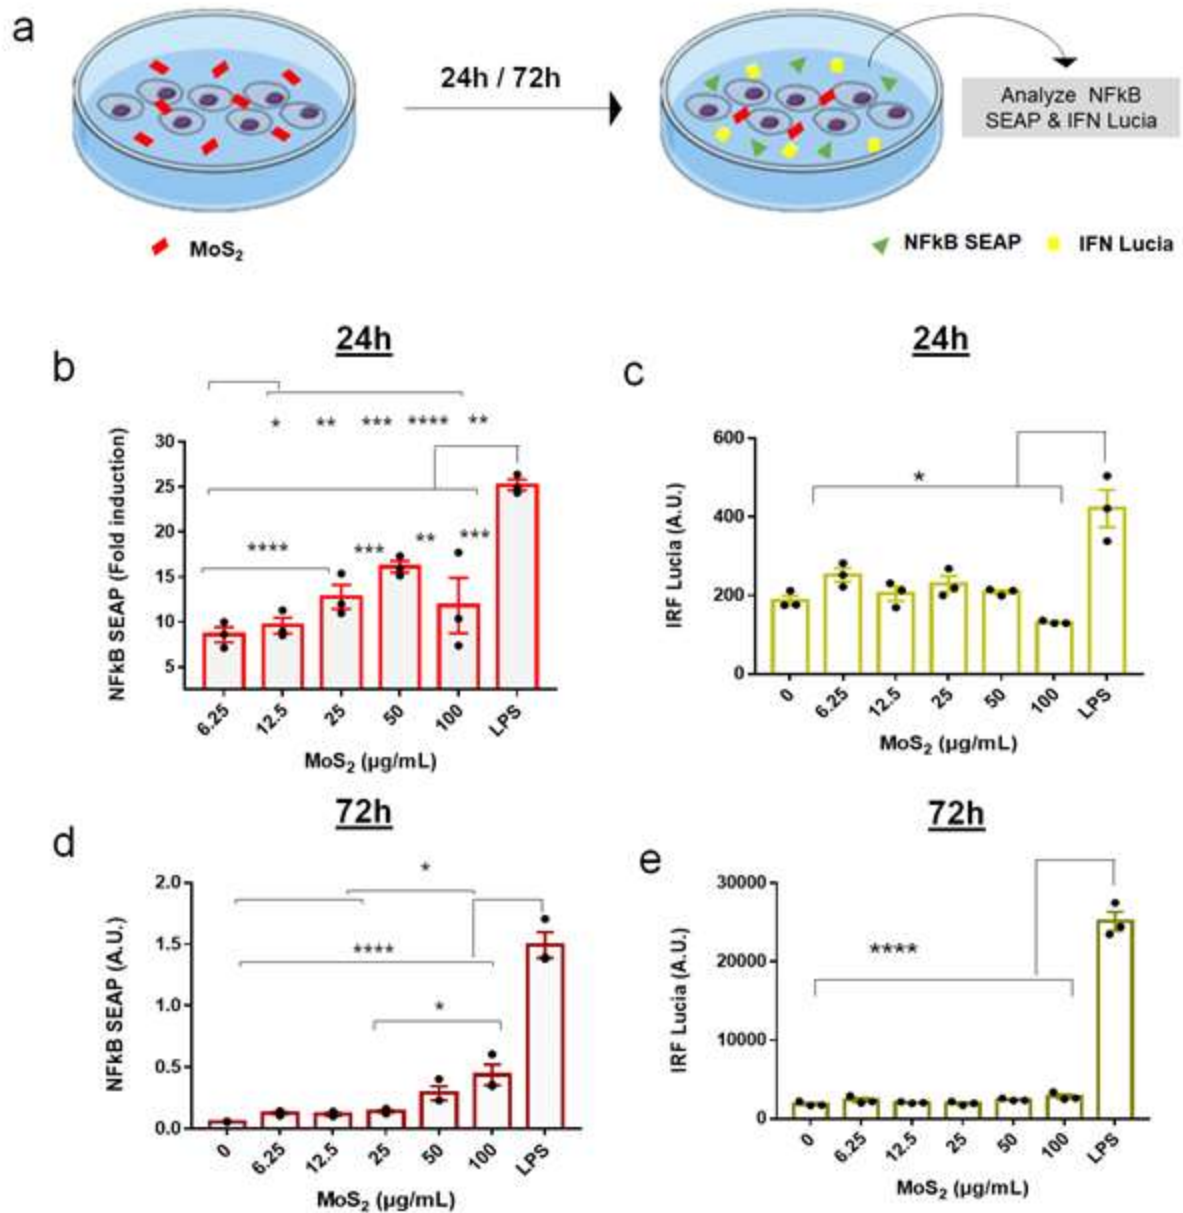 a
24h / 72h
Analyze NFkB
SEAP & IFN Lucia
MoS₂
NFkB SEAP
IFN Lucia
24h
b
* ** *** **** **
NFkB SEAP (Fold induction)
30
25
20
15
10
5
**** *** ** ***
6.25 12.5 25 50 100 LPS
MoS₂ (µg/mL)
24h
c
IRF Lucia (A.U.)
600
400
200
0
*
0 6.25 12.5 25 50 100 LPS
MoS₂ (µg/mL)
72h
d
NFkB SEAP (A.U.)
2.0
1.5
1.0
0.5
0.0
*
****
*
0 6.25 12.5 25 50 100 LPS
MoS₂ (µg/mL)
72h
e
IRF Lucia (A.U.)
30000
20000
10000
0
****
0 6.25 12.5 25 50 100 LPS
MoS₂ (µg/mL)